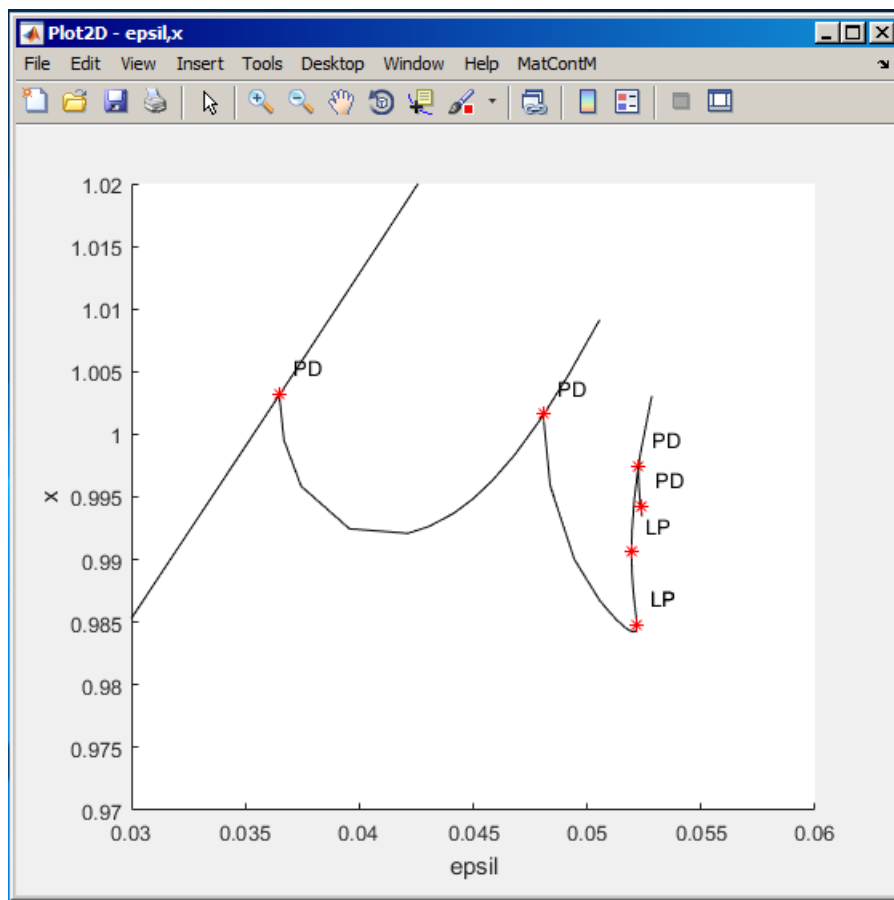 Plot2D - epsil,x
File Edit View Insert Tools Desktop Window Help MatContM
1.02
1.015
1.01
1.005
1
0.995
0.99
0.985
0.98
0.975
0.97
x
PD
PD
PD
PD
LP
LP
0.03 0.035 0.04 0.045 0.05 0.055 0.06
epsil